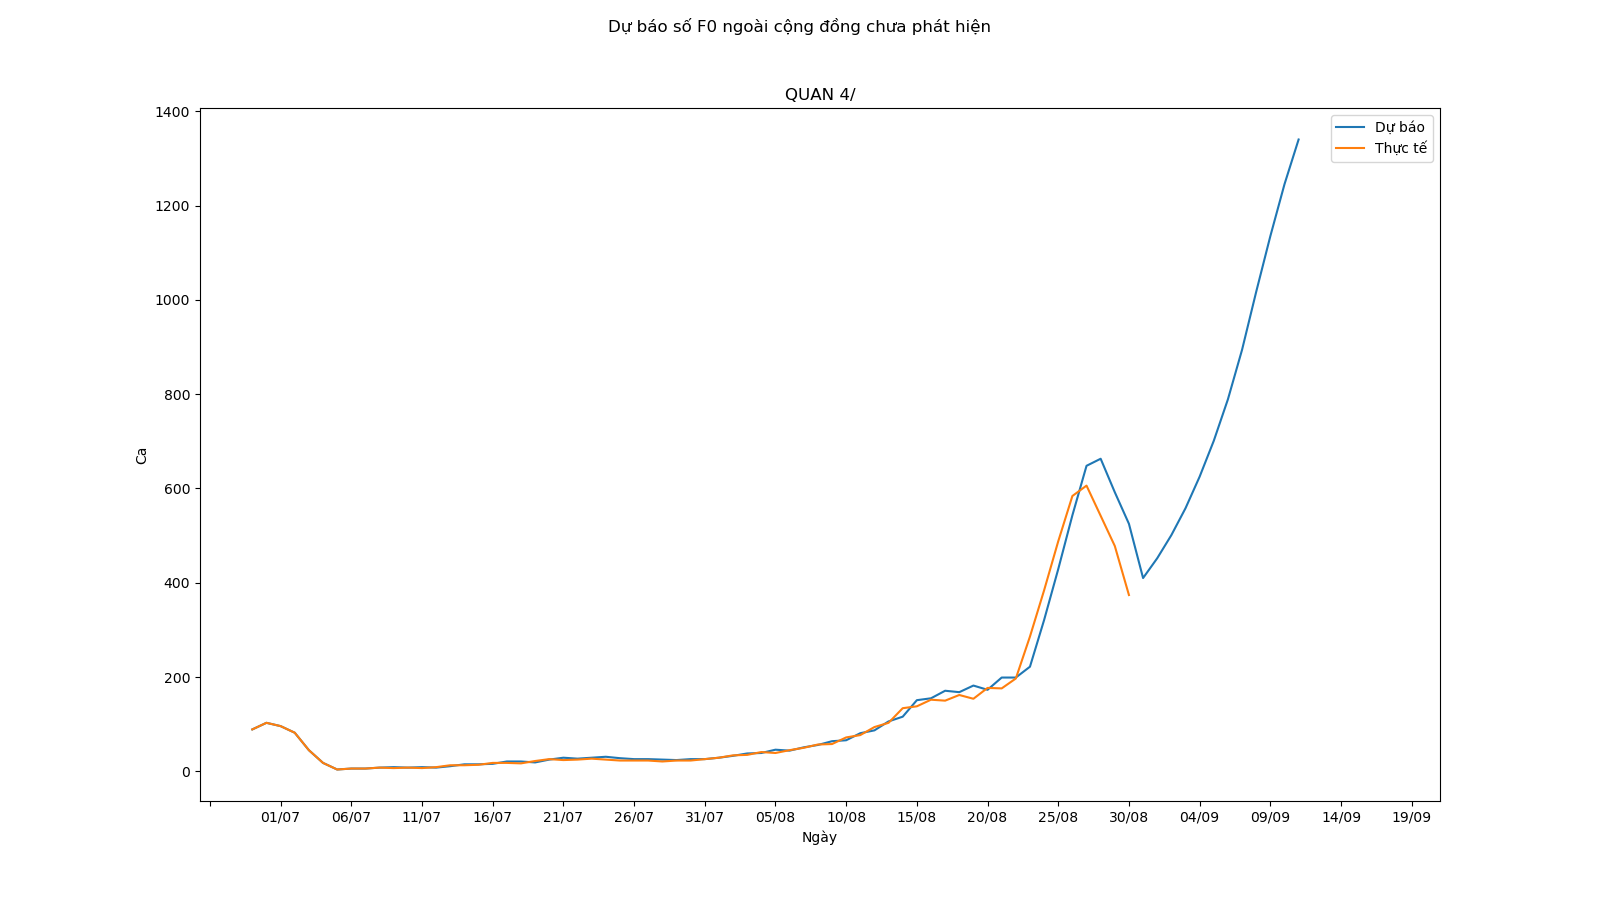 Dự báo số F0 ngoài cộng đồng chưa phát hiện
QUAN 4/
1400
1200
1000
800
600
400
200
0
Ca
Dự báo
Thực tế
01/07 06/07 11/07 16/07 21/07 26/07 31/07 05/08 10/08 15/08 20/08 25/08 30/08 04/09 09/09 14/09 19/09
Ngày